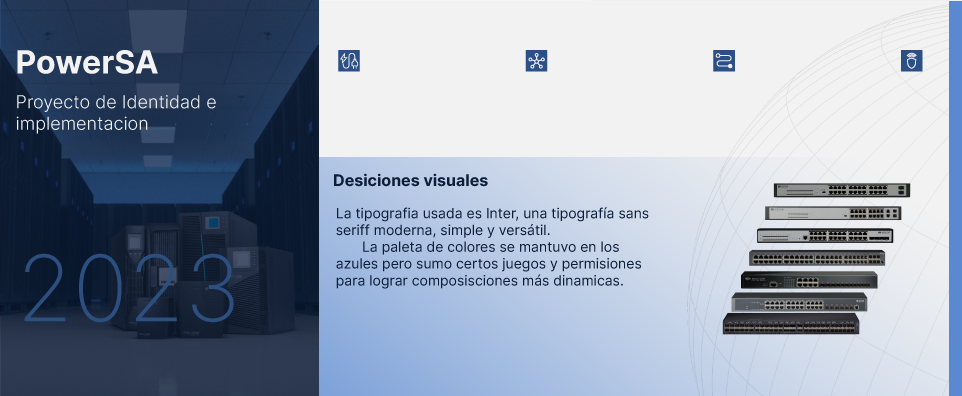 PowerSA
Proyecto de Identidad e
implementacion
2023
Desiciones visuales
La tipografia usada es Inter, una tipografía sans
seriff moderna, simple y versátil.
La paleta de colores se mantuvo en los
azules pero sumo certos juegos y permisiones
para lograr composisciones más dinamicas.